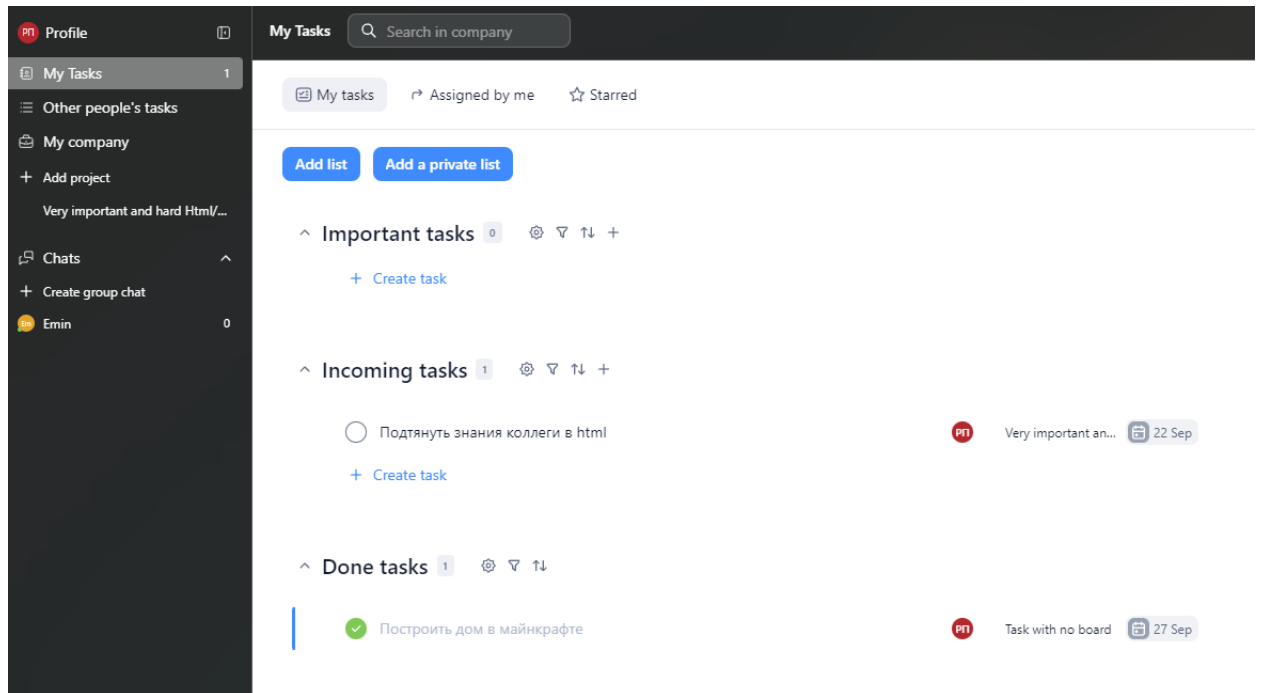 РП Profile
My Tasks 1
Other people's tasks
My company
+ Add project
Very important and hard Html/...
Chats
+ Create group chat
Em Emin 0
My Tasks
Search in company
My tasks
Assigned by me
Starred
Add list
Add a private list
Important tasks 0
+ Create task
Incoming tasks 1
Подтянуть знания коллеги в html РП Very important an... 22 Sep
+ Create task
Done tasks 1
Построить дом в майнкрафте РП Task with no board 27 Sep